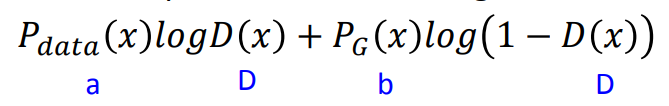 P_data(x)logD(x) + P_G(x)log(1 − D(x))
a D b D